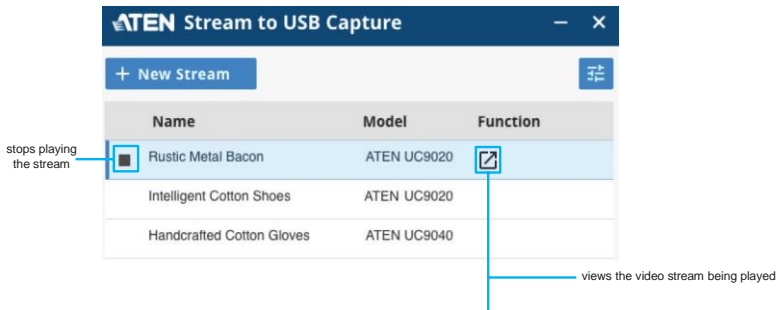 ATEN Stream to USB Capture
+ New Stream
Name Model Function
stops playing
the stream
Rustic Metal Bacon ATEN UC9020
Intelligent Cotton Shoes ATEN UC9020
Handcrafted Cotton Gloves ATEN UC9040
views the video stream being played